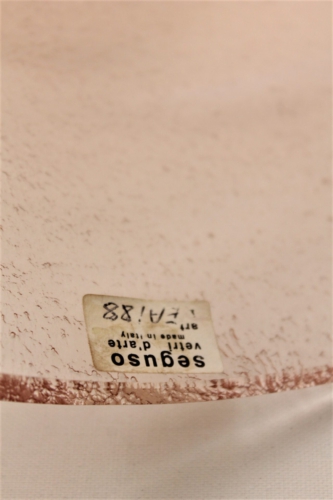 seguso
vetri d'arte
made in italy
art